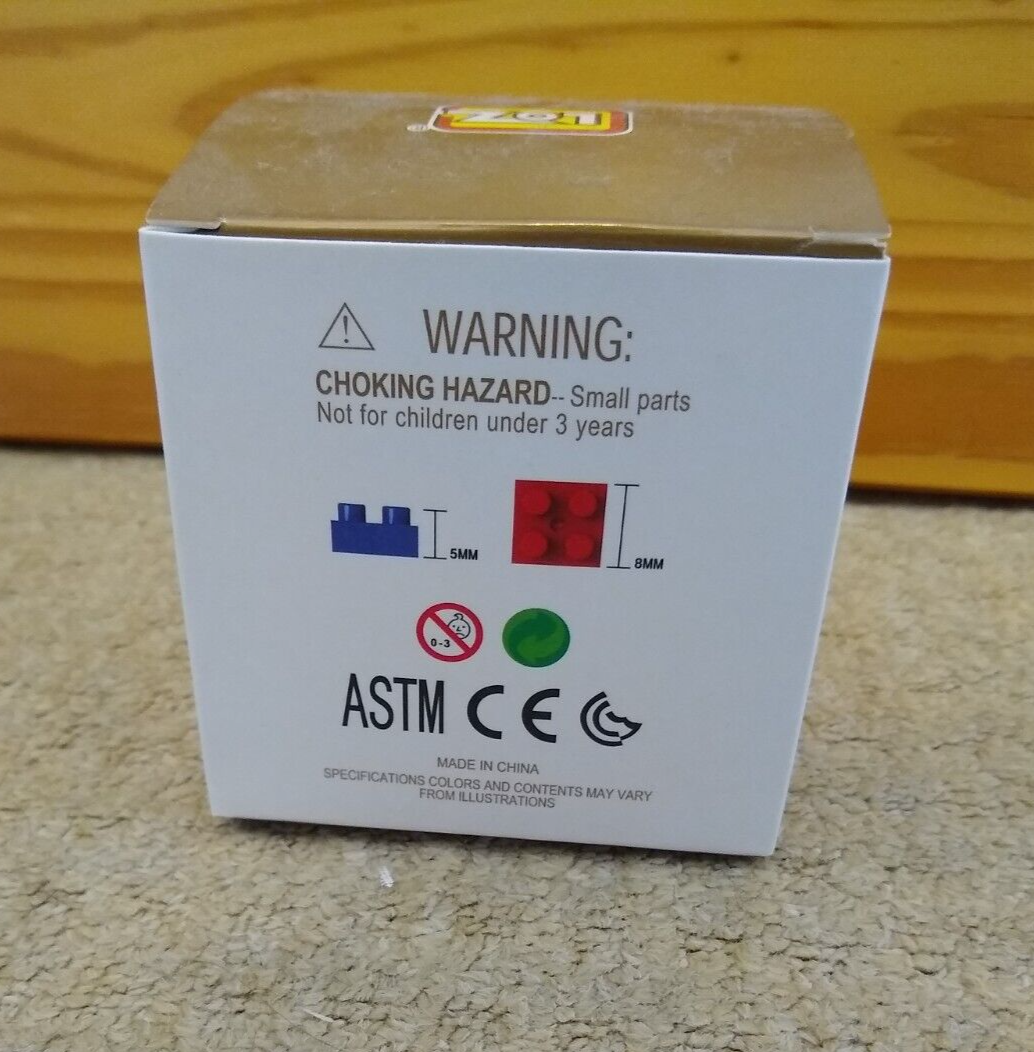 LOZ
®
WARNING:
CHOKING HAZARD-- Small parts
Not for children under 3 years
5MM
8MM
0-3
ASTM CE
MADE IN CHINA
SPECIFICATIONS COLORS AND CONTENTS MAY VARY
FROM ILLUSTRATIONS